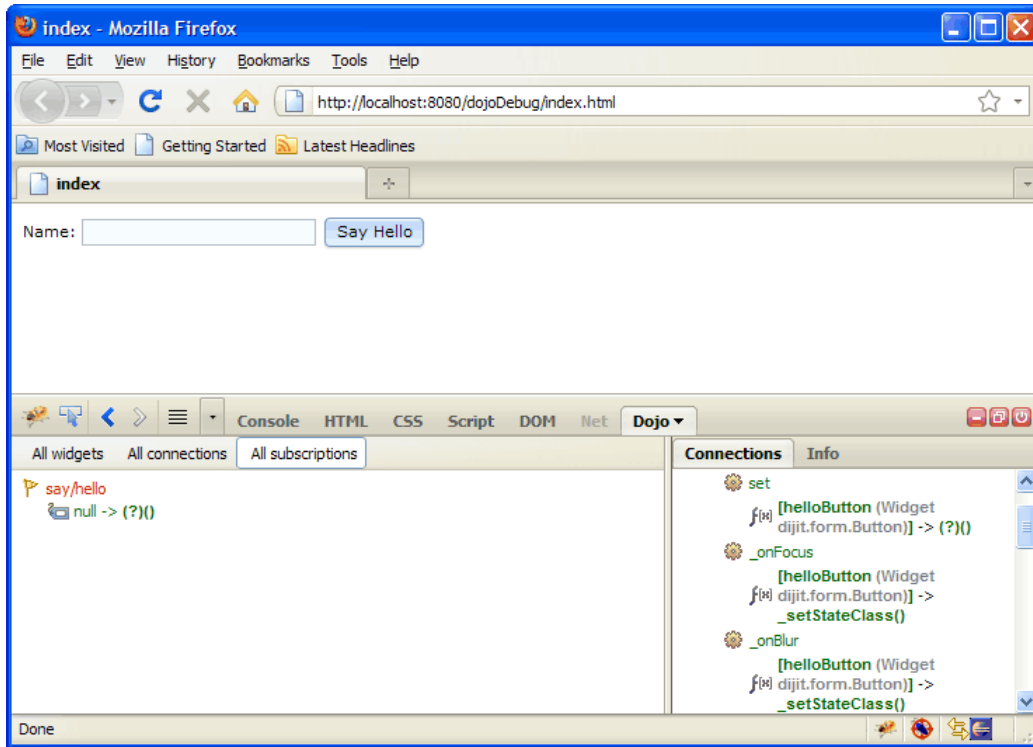 index - Mozilla Firefox
File Edit View History Bookmarks Tools Help
http://localhost:8080/dojoDebug/index.html
Most Visited Getting Started Latest Headlines
index
Name: Say Hello
Console HTML CSS Script DOM Net Dojo
All widgets All connections All subscriptions
say/hello
null -> (?)()
Connections Info
set
[helloButton (Widget
dijit.form.Button)] -> (?)()
_onFocus
[helloButton (Widget
dijit.form.Button)] ->
_setStateClass()
_onBlur
[helloButton (Widget
dijit.form.Button)] ->
_setStateClass()
Done